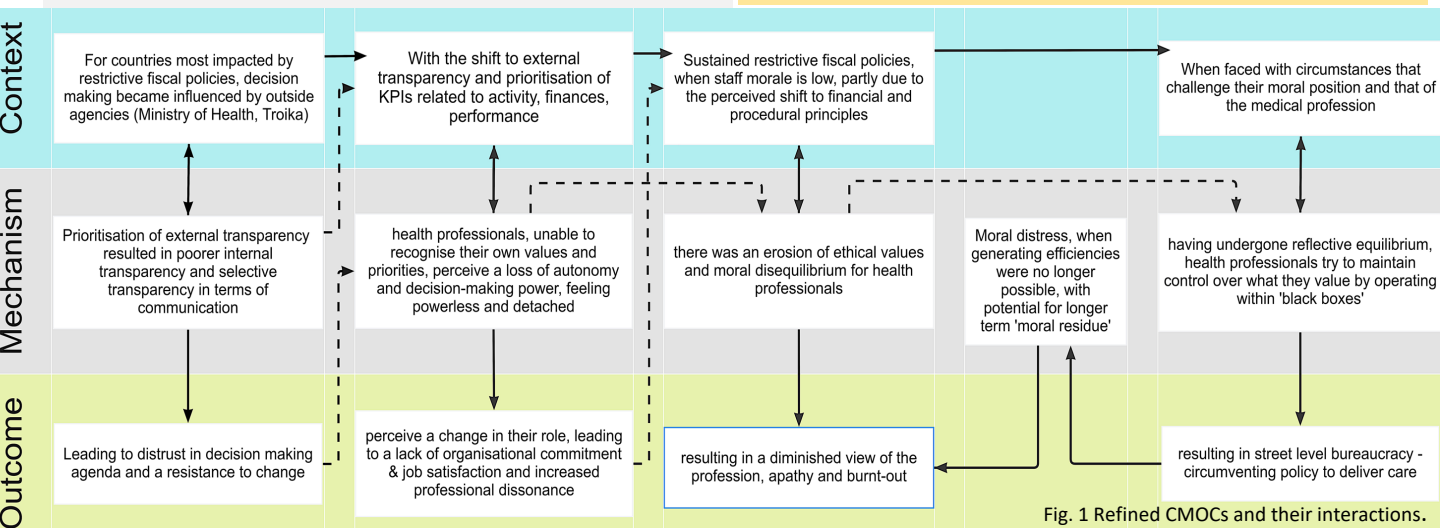 Context
For countries most impacted by
restrictive fiscal policies, decision
making became influenced by outside
agencies (Ministry of Health, Troika)
With the shift to external
transparency and prioritisation of
KPIs related to activity, finances,
performance
Sustained restrictive fiscal policies,
when staff morale is low, partly due to
the perceived shift to financial and
procedural principles
When faced with circumstances that
challenge their moral position and that of
the medical profession
Mechanism
Prioritisation of external transparency
resulted in poorer internal
transparency and selective
transparency in terms of
communication
health professionals, unable to
recognise their own values and
priorities, perceive a loss of autonomy
and decision-making power, feeling
powerless and detached
there was an erosion of ethical values
and moral disequilibrium for health
professionals
Moral distress, when
generating efficiencies
were no longer
possible, with
potential for longer
term 'moral residue'
having undergone reflective equilibrium,
health professionals try to maintain
control over what they value by operating
within 'black boxes'
Outcome
Leading to distrust in decision making
agenda and a resistance to change
perceive a change in their role, leading
to a lack of organisational commitment
& job satisfaction and increased
professional dissonance
resulting in a diminished view of the
profession, apathy and burnt-out
resulting in street level bureaucracy -
circumventing policy to deliver care
Fig. 1 Refined CMOCs and their interactions.